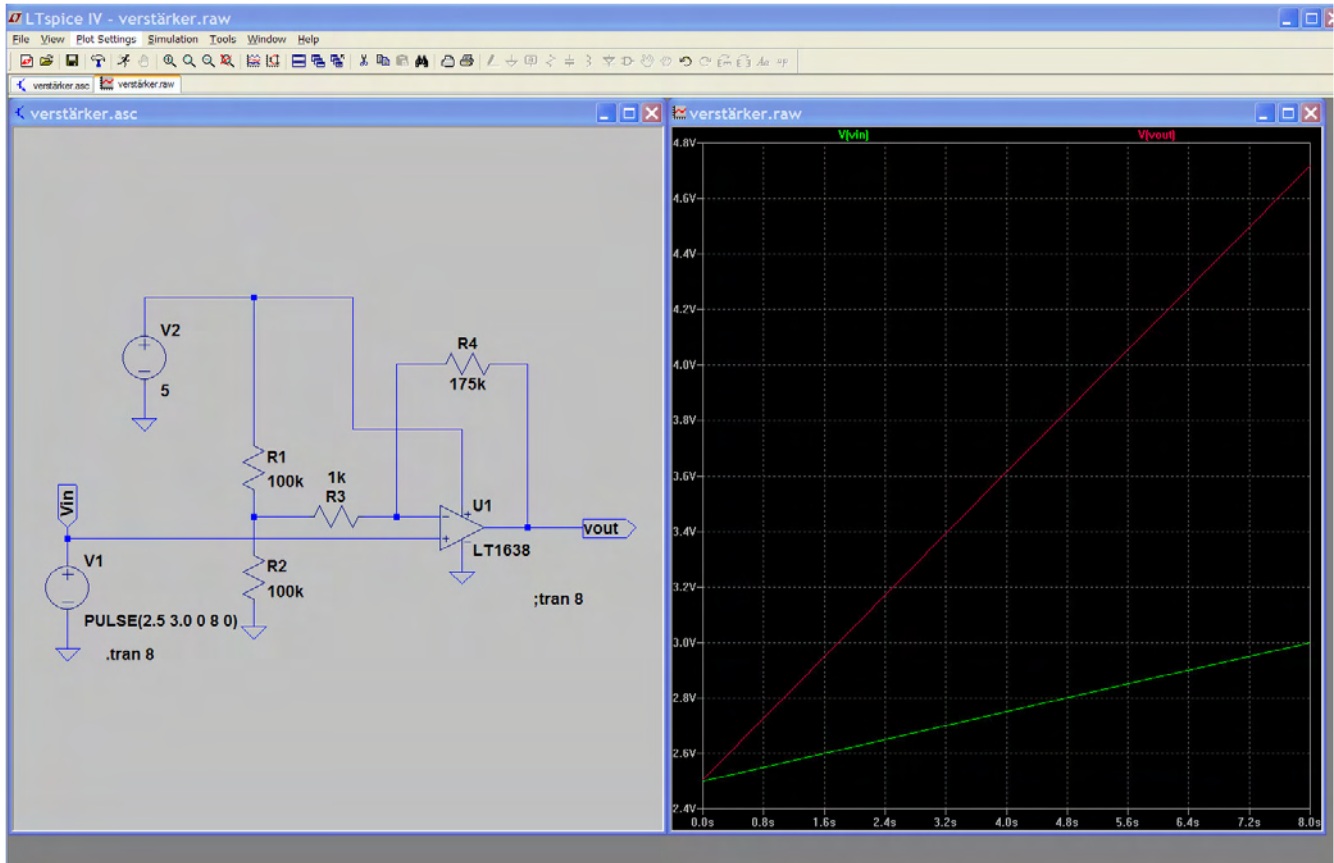 LTspice IV - verstärker.raw
File View Plot Settings Simulation Tools Window Help
verstärker.asc verstärker.raw
verstärker.asc
V2
5
R4
175k
R1
100k
1k
R3
U1
LT1638
vout
Vin
V1
R2
100k
;tran 8
PULSE(2.5 3.0 0 8 0)
.tran 8
verstärker.raw
V(vin) V(vout)
4.8V
4.6V
4.4V
4.2V
4.0V
3.8V
3.6V
3.4V
3.2V
3.0V
2.8V
2.6V
2.4V
0.0s 0.8s 1.6s 2.4s 3.2s 4.0s 4.8s 5.6s 6.4s 7.2s 8.0s